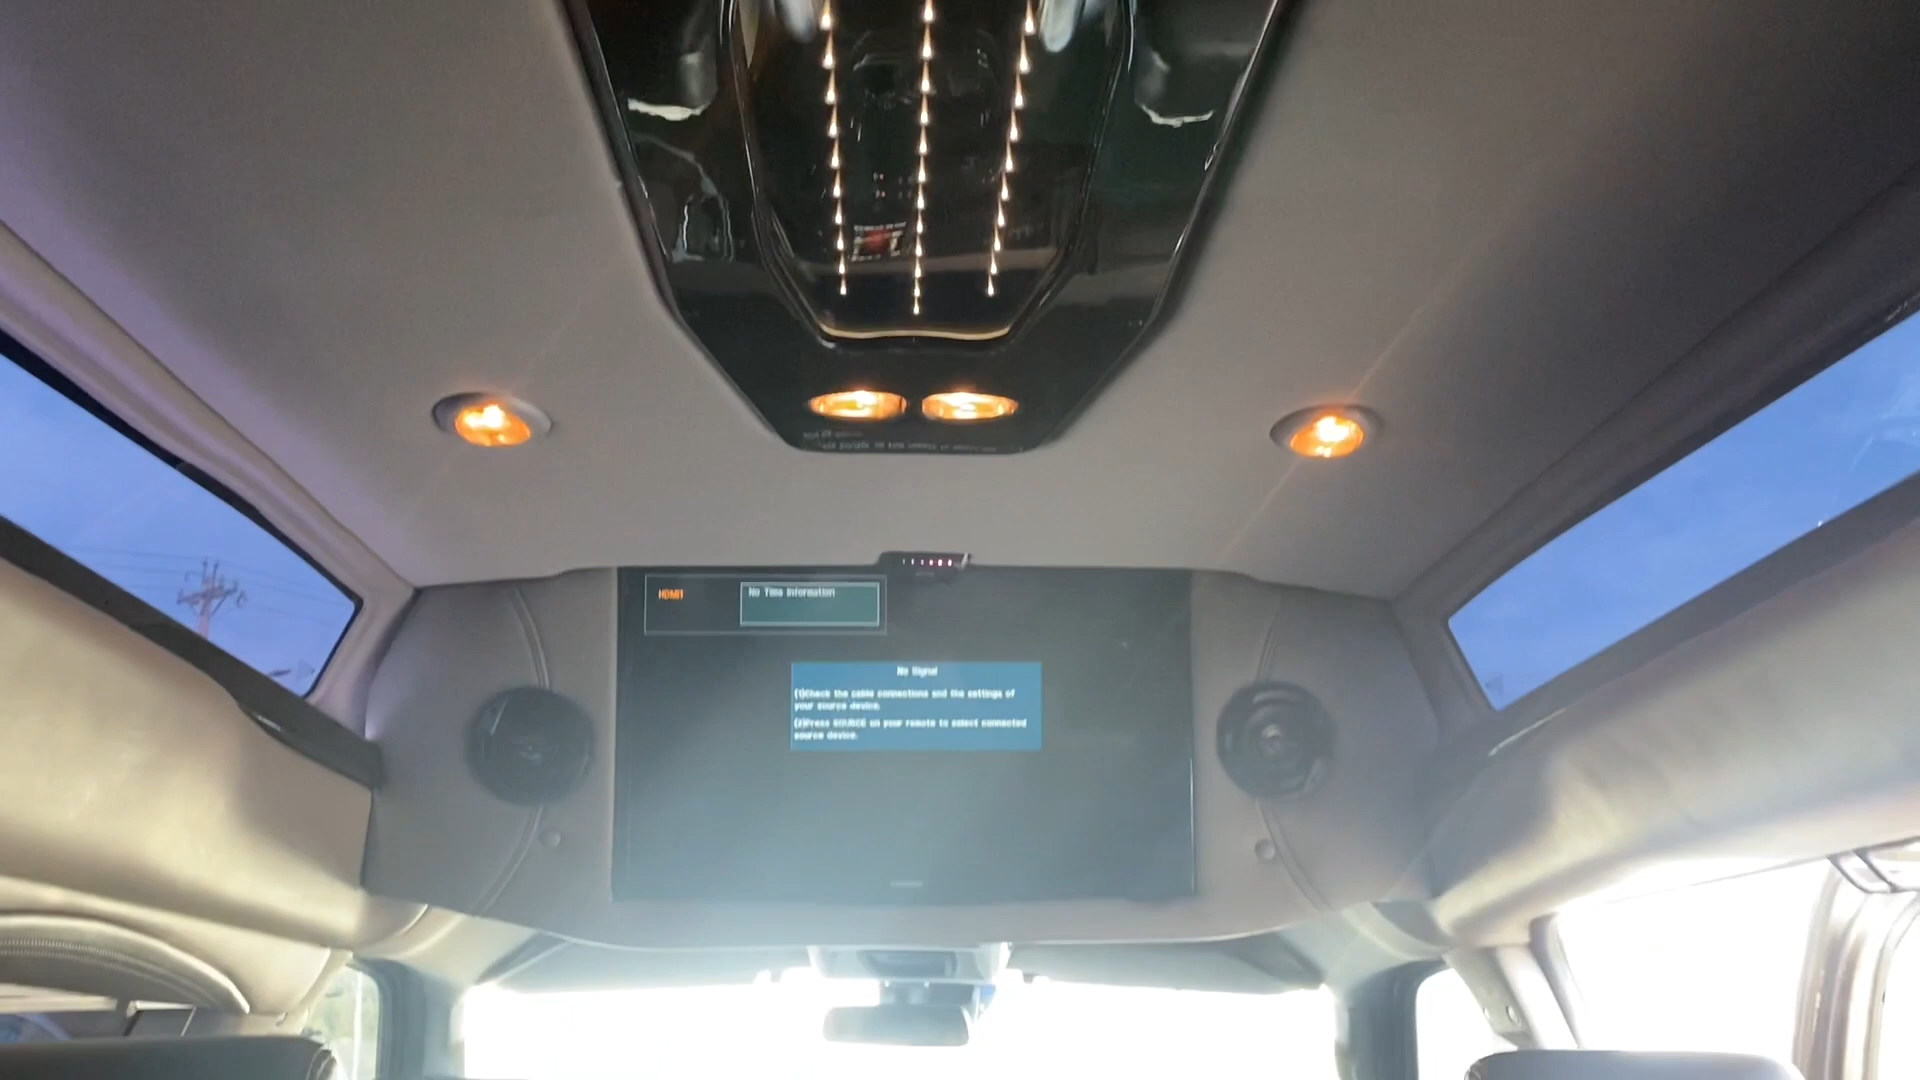 HDMI1
No Time Information
No Signal
(1)Check the cable connections and the settings of
your source device.
(2)Press SOURCE on your remote to select connected
source device.